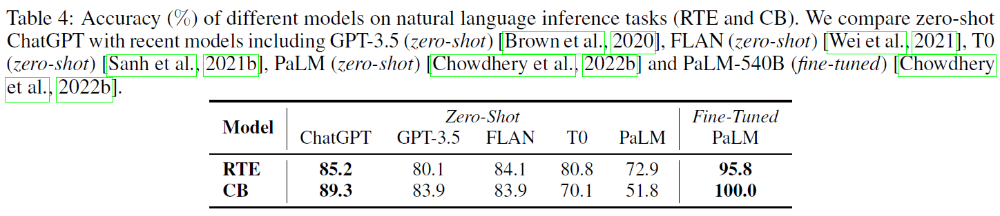 Table 4: Accuracy (%) of different models on natural language inference tasks (RTE and CB). We compare zero-shot
ChatGPT with recent models including GPT-3.5 (zero-shot) [Brown et al., 2020], FLAN (zero-shot) [Wei et al., 2021], T0
(zero-shot) [Sanh et al., 2021b], PaLM (zero-shot) [Chowdhery et al., 2022b] and PaLM-540B (fine-tuned) [Chowdhery
et al., 2022b].
Model Zero-Shot Fine-Tuned
ChatGPT GPT-3.5 FLAN T0 PaLM PaLM
RTE 85.2 80.1 84.1 80.8 72.9 95.8
CB 89.3 83.9 83.9 70.1 51.8 100.0